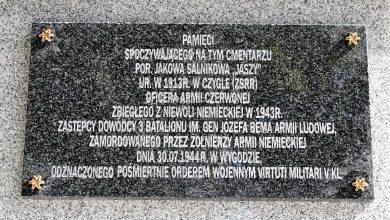 PAMIĘCI
SPOCZYWAJĄCEGO NA TYM CMENTARZU
POR. JAKOWA SALNIKOWA „JASZY"
UR. W 1913R. W CZYGLE (ZSRR)
OFICERA ARMII CZERWONEJ
ZBIEGŁEGO Z NIEWOLI NIEMIECKIEJ W 1943R.
ZASTĘPCY DOWÓDCY 3 BATALIONU IM. GEN JÓZEFA BEMA ARMII LUDOWEJ,
ZAMORDOWANEGO PRZEZ ŻOŁNIERZY ARMII NIEMIECKIEJ
DNIA 30.07.1944R. W WYGODZIE.
ODZNACZONEGO POŚMIERTNIE ORDEREM WOJENNYM VIRTUTI MILITARI V KL.